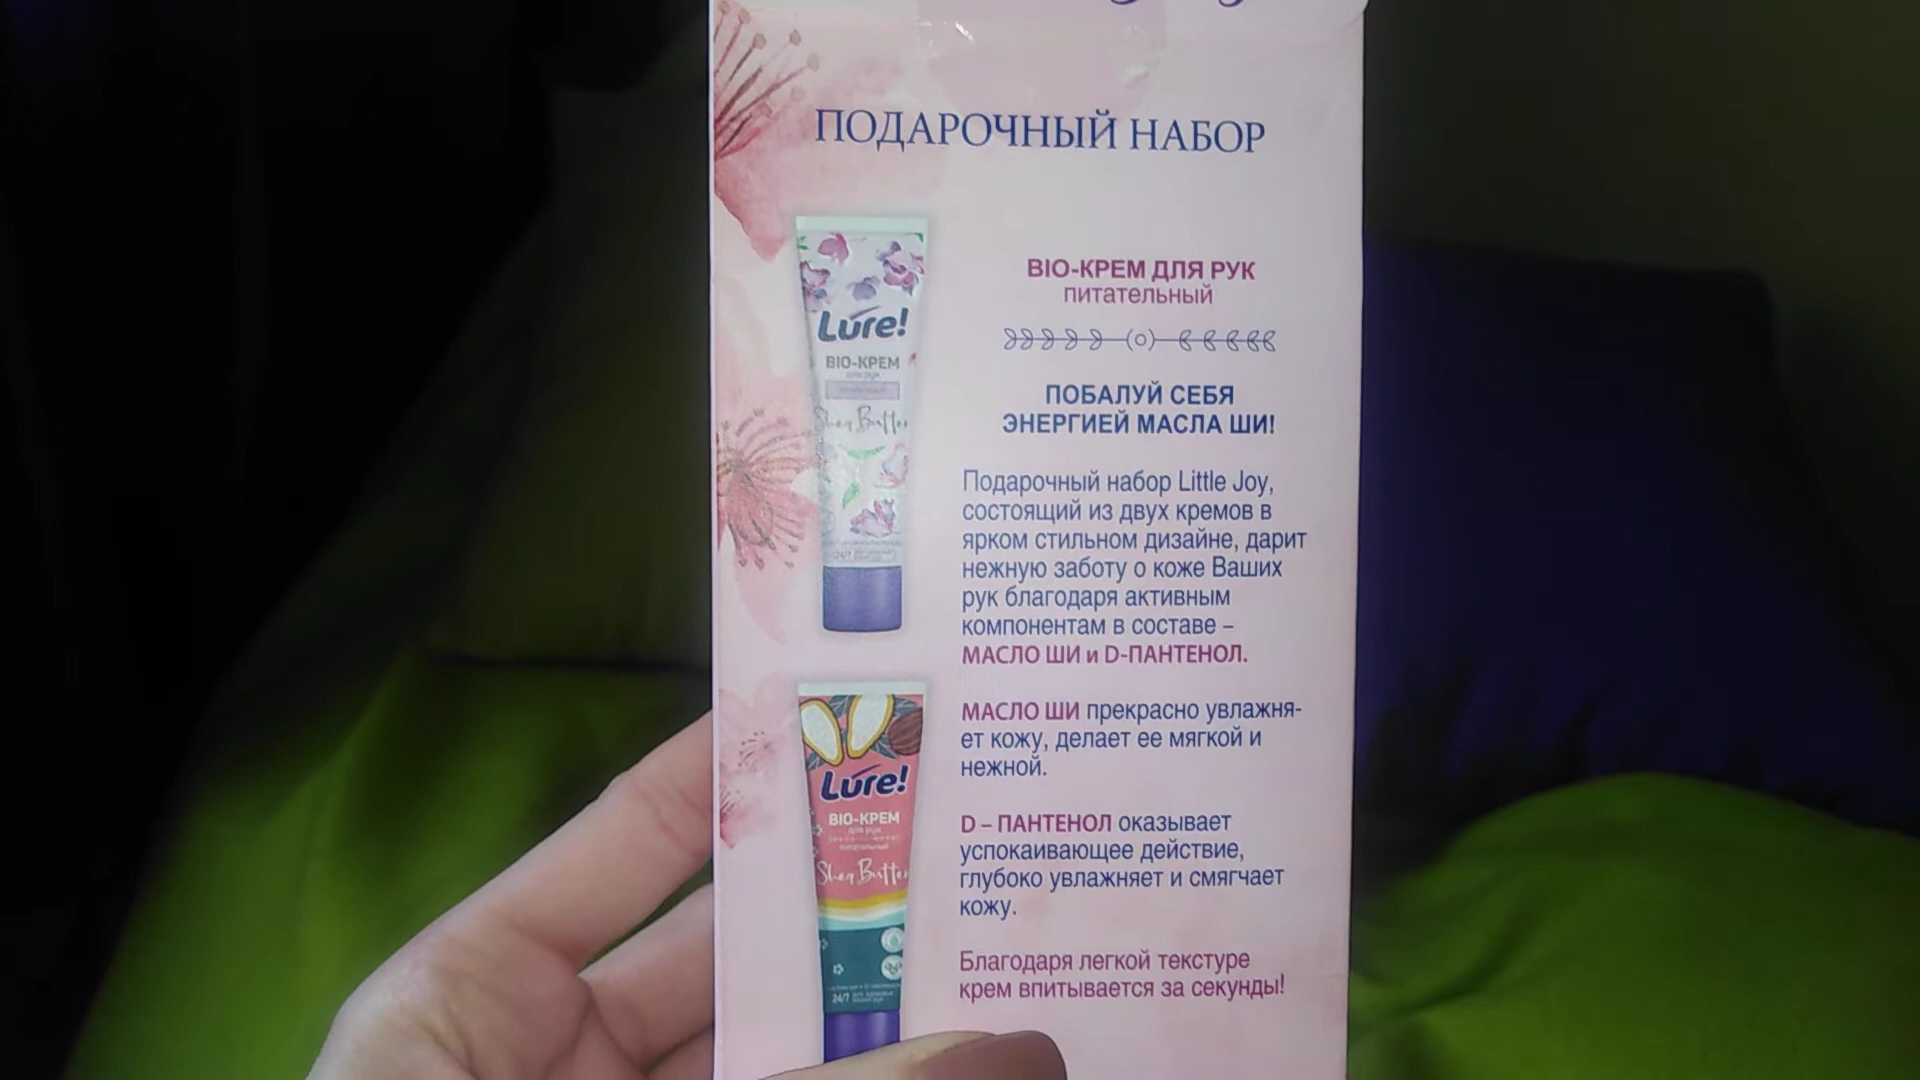 ПОДАРОЧНЫЙ НАБОР
Lure!
BIO-КРЕМ
для рук
Shea Butter
24/7
BIO-КРЕМ ДЛЯ РУК
питательный
ПОБАЛУЙ СЕБЯ
ЭНЕРГИЕЙ МАСЛА ШИ!
Подарочный набор Little Joy,
состоящий из двух кремов в
ярком стильном дизайне, дарит
нежную заботу о коже Ваших
рук благодаря активным
компонентам в составе –
МАСЛО ШИ и D-ПАНТЕНОЛ.
МАСЛО ШИ прекрасно увлажня-
ет кожу, делает ее мягкой и
нежной.
D – ПАНТЕНОЛ оказывает
успокаивающее действие,
глубоко увлажняет и смягчает
кожу.
Благодаря легкой текстуре
крем впитывается за секунды!
Lure!
BIO-КРЕМ
для рук
питательный
Shea Butter
24/7